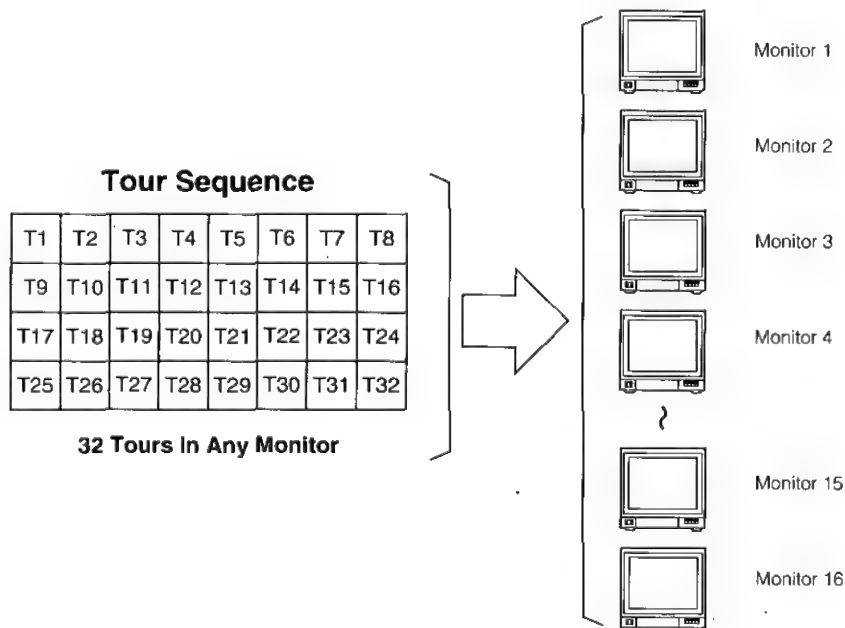 Tour Sequence
T1 T2 T3 T4 T5 T6 T7 T8
T9 T10 T11 T12 T13 T14 T15 T16
T17 T18 T19 T20 T21 T22 T23 T24
T25 T26 T27 T28 T29 T30 T31 T32
32 Tours In Any Monitor
Monitor 1
Monitor 2
Monitor 3
Monitor 4
Monitor 15
Monitor 16